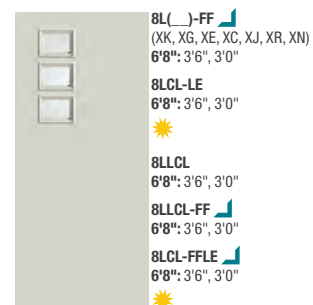 8L(__)-FF
(XK, XG, XE, XC, XJ, XR, XN)
6'8": 3'6", 3'0"
8LCL-LE
6'8": 3'6", 3'0"
8LLCL
6'8": 3'6", 3'0"
8LLCL-FF
6'8": 3'6", 3'0"
8LCL-FFLE
6'8": 3'6", 3'0"